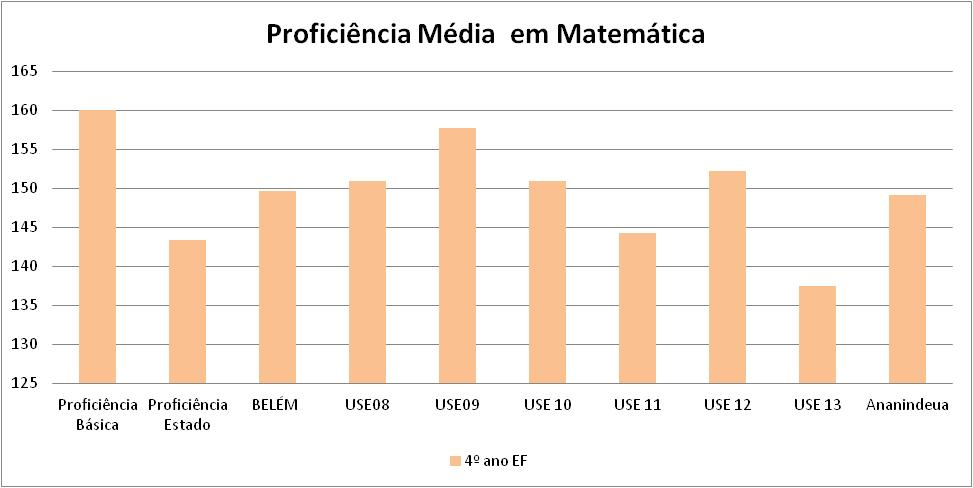 Proficiência Média em Matemática
165
160
155
150
145
140
135
130
125
Proficiência Básica
Proficiência Estado
BELÉM
USE08
USE09
USE 10
USE 11
USE 12
USE 13
Ananindeua
4º ano EF